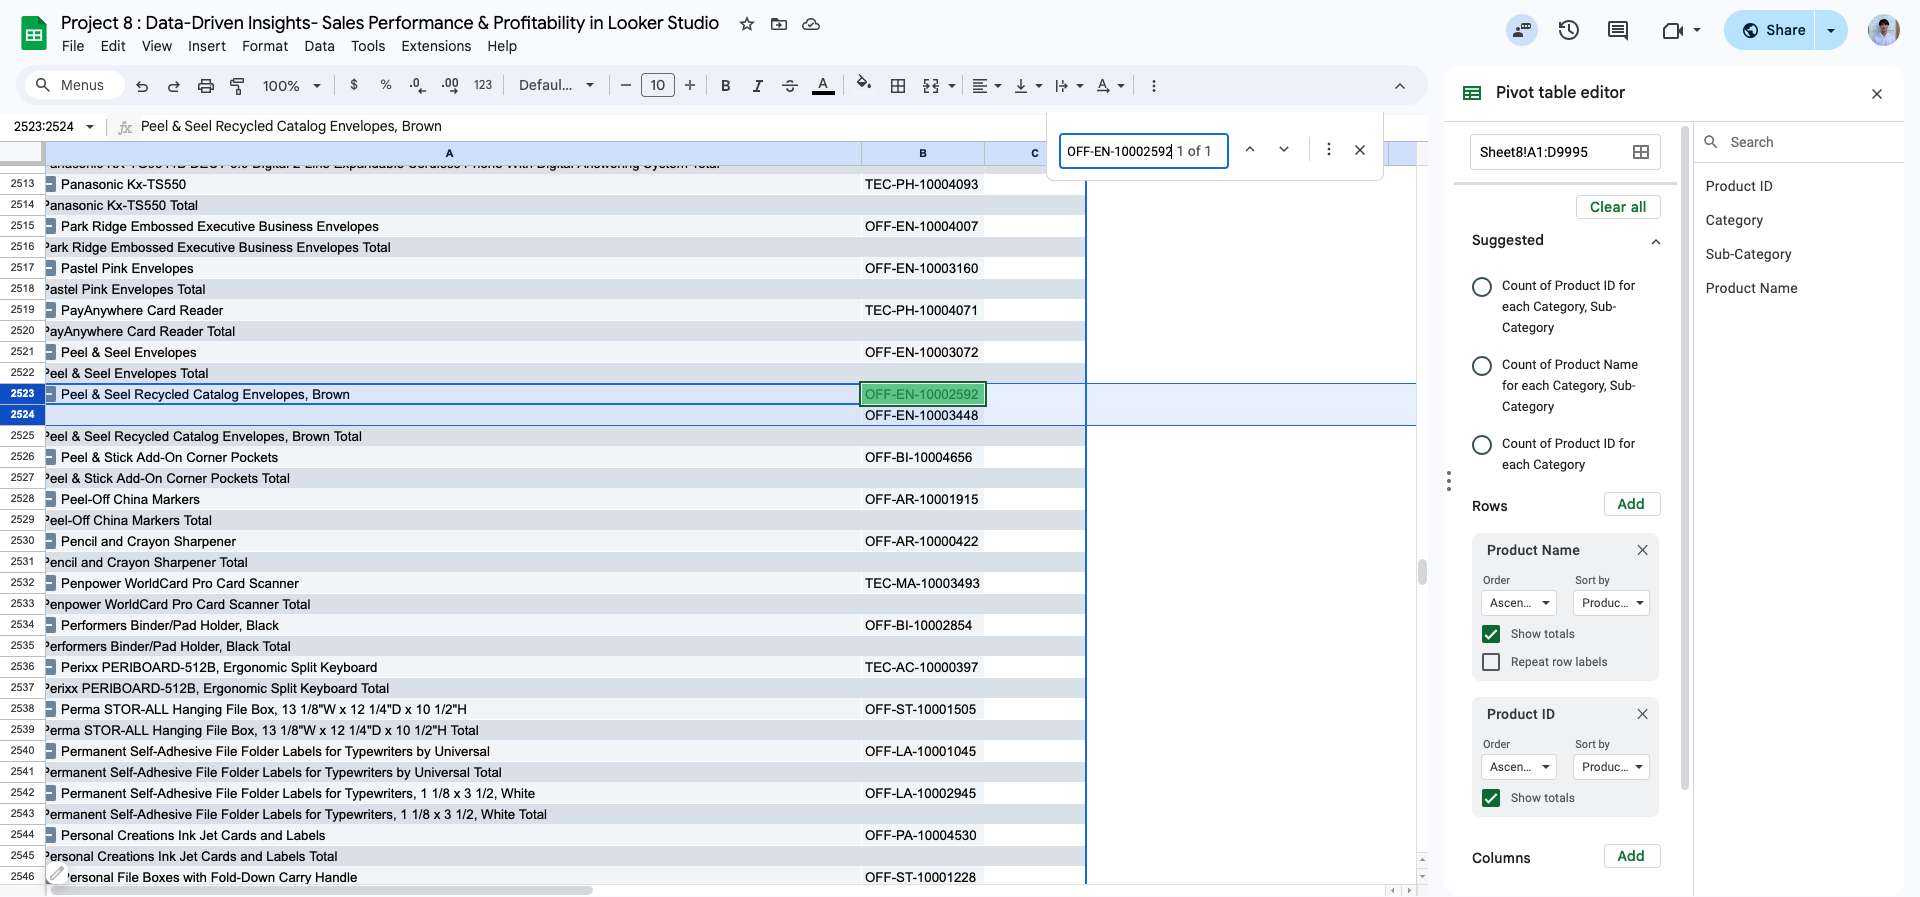 Project 8 : Data-Driven Insights- Sales Performance & Profitability in Looker Studio
File Edit View Insert Format Data Tools Extensions Help
Share
Menus
100%
$ % .0 .00 123
Defaul...
10
B I A
2523:2524
fx Peel & Seel Recycled Catalog Envelopes, Brown
OFF-EN-10002592 1 of 1
A B C
2513 Panasonic Kx-TS550 TEC-PH-10004093
2514 Panasonic Kx-TS550 Total
2515 Park Ridge Embossed Executive Business Envelopes OFF-EN-10004007
2516 Park Ridge Embossed Executive Business Envelopes Total
2517 Pastel Pink Envelopes OFF-EN-10003160
2518 Pastel Pink Envelopes Total
2519 PayAnywhere Card Reader TEC-PH-10004071
2520 PayAnywhere Card Reader Total
2521 Peel & Seel Envelopes OFF-EN-10003072
2522 Peel & Seel Envelopes Total
2523 Peel & Seel Recycled Catalog Envelopes, Brown OFF-EN-10002592
2524 OFF-EN-10003448
2525 Peel & Seel Recycled Catalog Envelopes, Brown Total
2526 Peel & Stick Add-On Corner Pockets OFF-BI-10004656
2527 Peel & Stick Add-On Corner Pockets Total
2528 Peel-Off China Markers OFF-AR-10001915
2529 Peel-Off China Markers Total
2530 Pencil and Crayon Sharpener OFF-AR-10000422
2531 Pencil and Crayon Sharpener Total
2532 Penpower WorldCard Pro Card Scanner TEC-MA-10003493
2533 Penpower WorldCard Pro Card Scanner Total
2534 Performers Binder/Pad Holder, Black OFF-BI-10002854
2535 Performers Binder/Pad Holder, Black Total
2536 Perixx PERIBOARD-512B, Ergonomic Split Keyboard TEC-AC-10000397
2537 Perixx PERIBOARD-512B, Ergonomic Split Keyboard Total
2538 Perma STOR-ALL Hanging File Box, 13 1/8"W x 12 1/4"D x 10 1/2"H OFF-ST-10001505
2539 Perma STOR-ALL Hanging File Box, 13 1/8"W x 12 1/4"D x 10 1/2"H Total
2540 Permanent Self-Adhesive File Folder Labels for Typewriters by Universal OFF-LA-10001045
2541 Permanent Self-Adhesive File Folder Labels for Typewriters by Universal Total
2542 Permanent Self-Adhesive File Folder Labels for Typewriters, 1 1/8 x 3 1/2, White OFF-LA-10002945
2543 Permanent Self-Adhesive File Folder Labels for Typewriters, 1 1/8 x 3 1/2, White Total
2544 Personal Creations Ink Jet Cards and Labels OFF-PA-10004530
2545 Personal Creations Ink Jet Cards and Labels Total
2546 Personal File Boxes with Fold-Down Carry Handle OFF-ST-10001228
Pivot table editor
Sheet8!A1:D9995
Clear all
Suggested
Count of Product ID for
each Category, Sub-
Category
Count of Product Name
for each Category, Sub-
Category
Count of Product ID for
each Category
Rows Add
Product Name
Order Sort by
Ascen... Produc...
Show totals
Repeat row labels
Product ID
Order Sort by
Ascen... Produc...
Show totals
Columns Add
Search
Product ID
Category
Sub-Category
Product Name